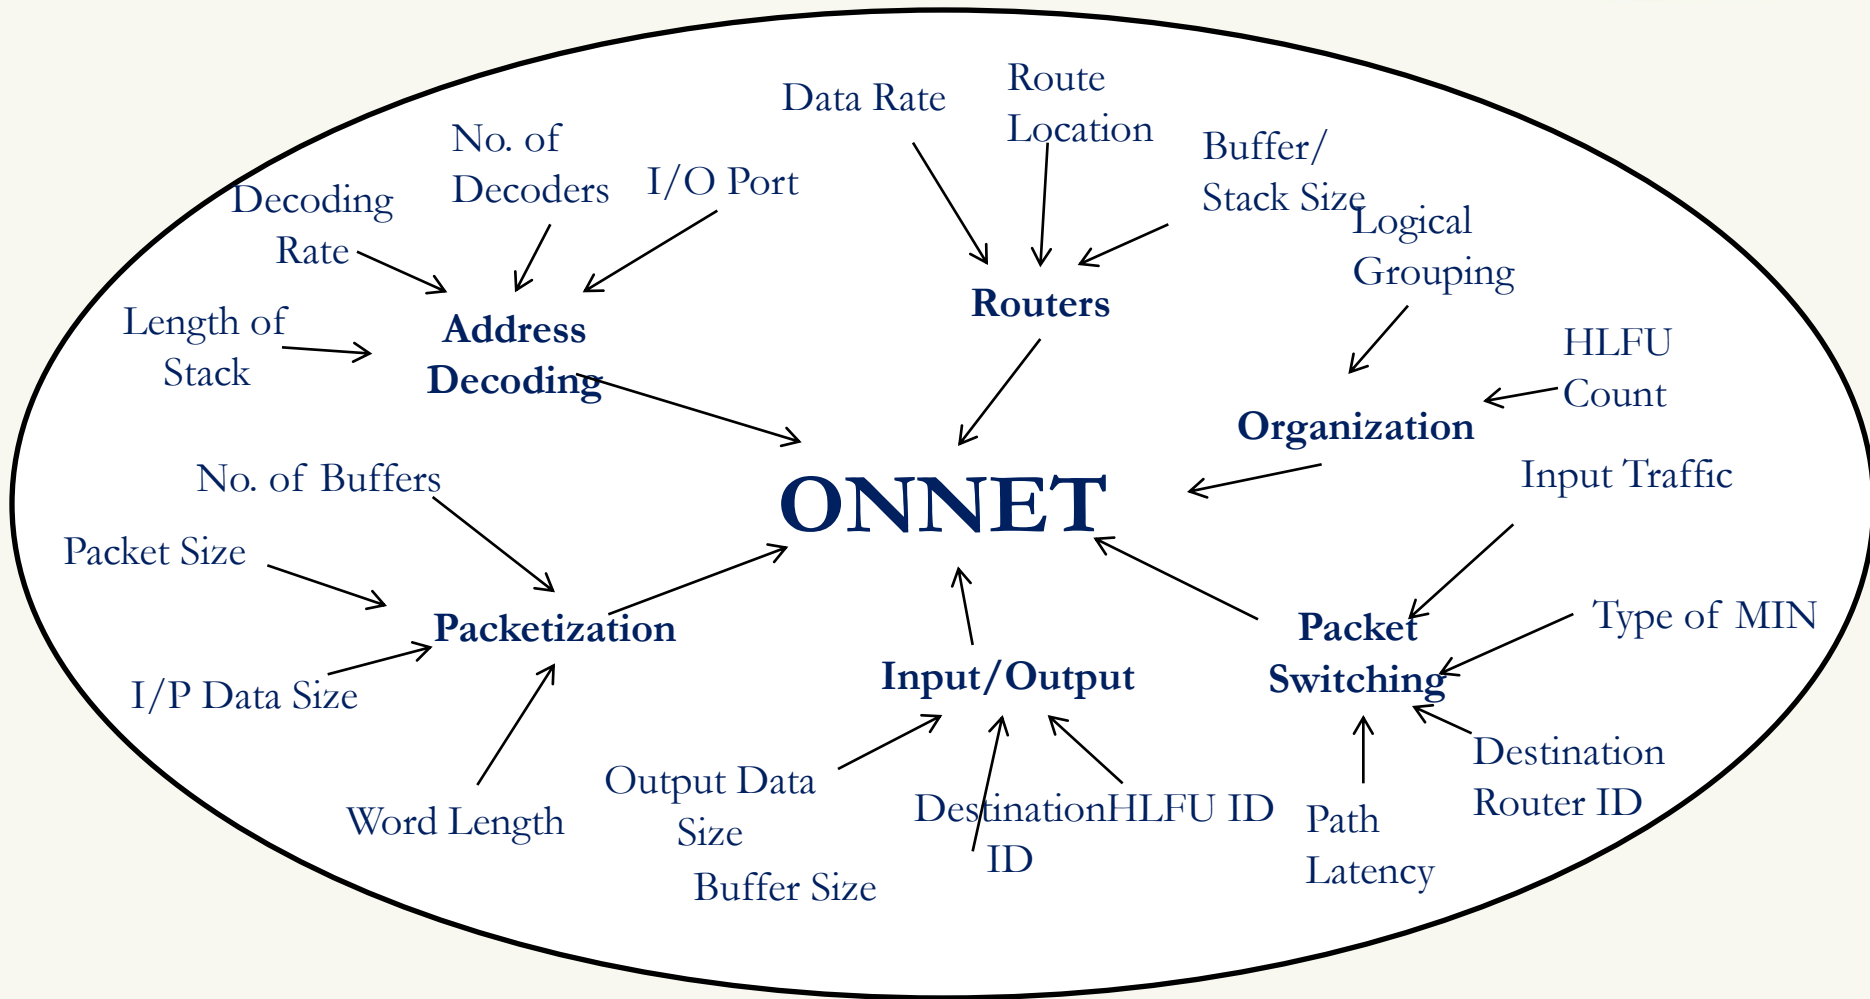 Data Rate
Route
Location
Buffer/
Stack Size
No. of
Decoders
I/O Port
Decoding
Rate
Length of
Stack
Address
Decoding
Routers
Logical
Grouping
HLFU
Count
Organization
ONNET
No. of Buffers
Packet Size
Packetization
I/P Data Size
Word Length
Input/Output
Output Data
Size
Buffer Size
Destination
ID
HLFU ID
Input Traffic
Packet
Switching
Type of MIN
Destination
Router ID
Path
Latency